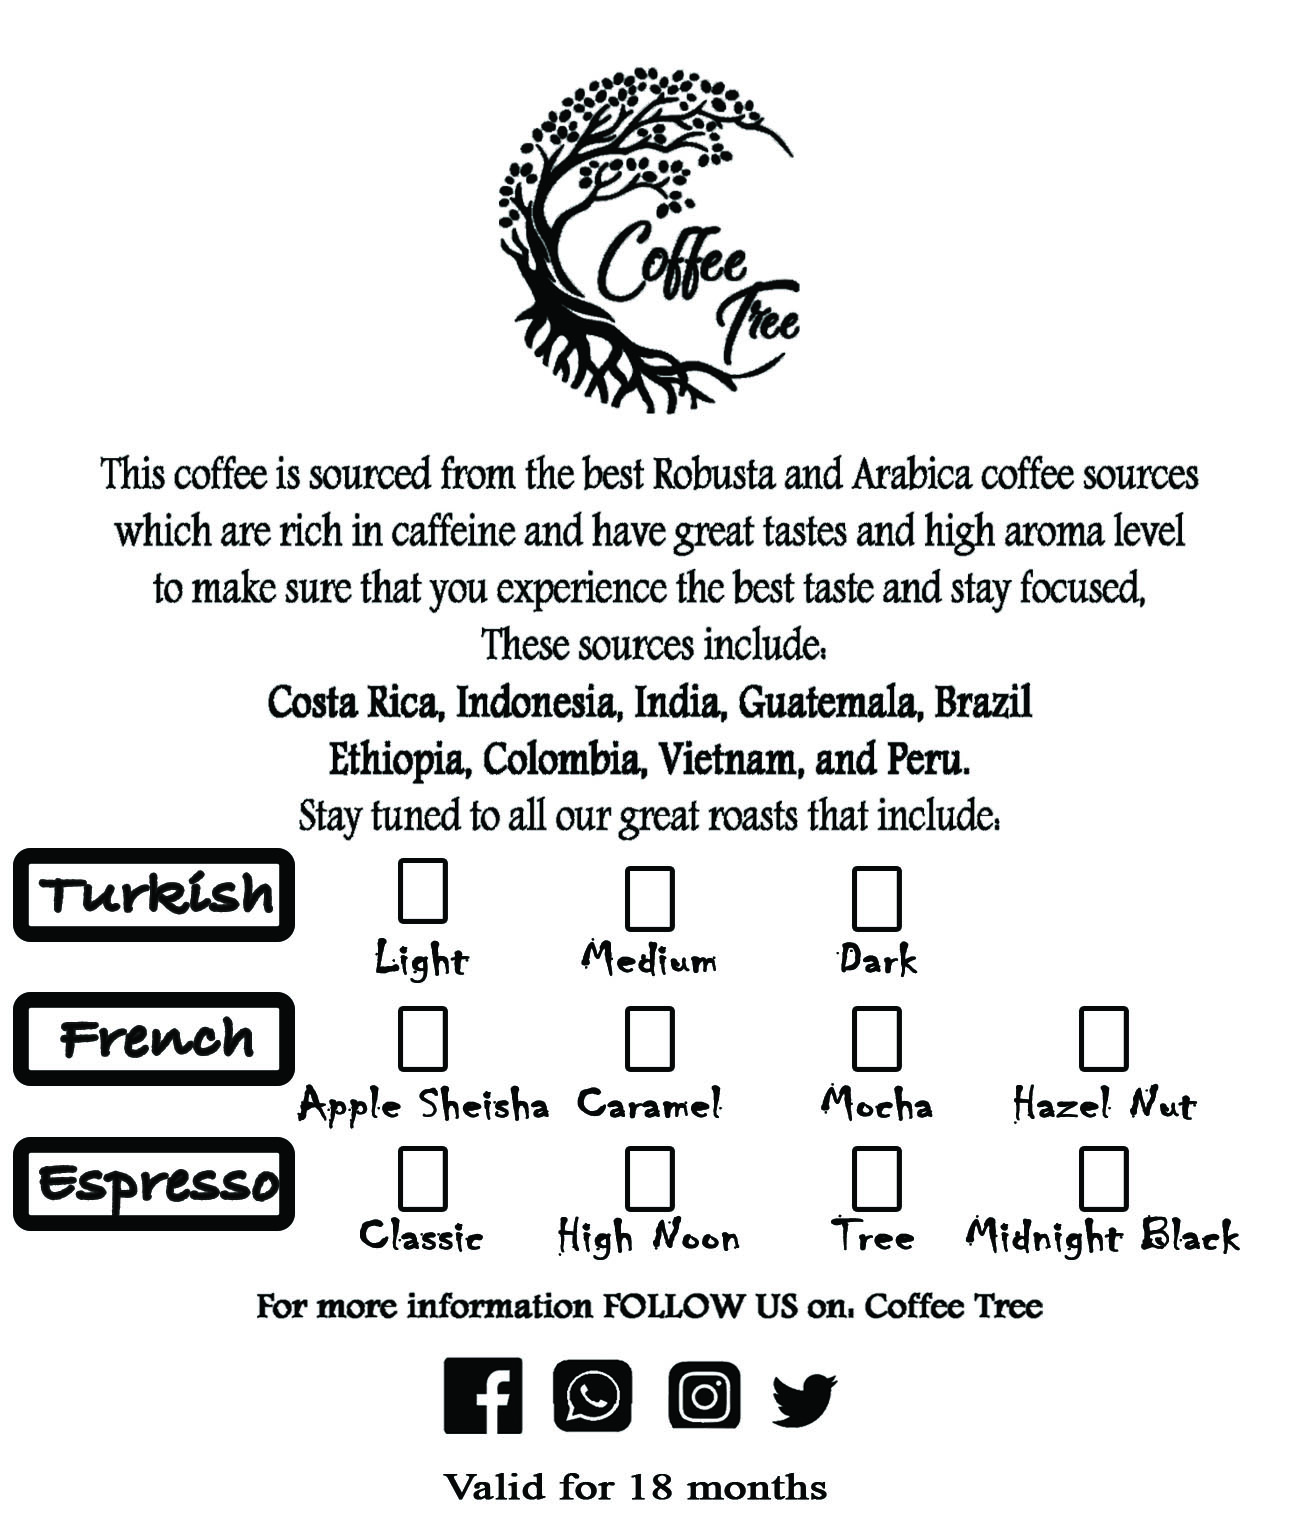 Coffee
Tree
This coffee is sourced from the best Robusta and Arabica coffee sources
which are rich in caffeine and have great tastes and high aroma level
to make sure that you experience the best taste and stay focused,
These sources include:
Costa Rica, Indonesia, India, Guatemala, Brazil
Ethiopia, Colombia, Vietnam, and Peru.
Stay tuned to all our great roasts that include:
Turkish
Light Medium Dark
French
Apple Sheisha Caramel Mocha Hazel Nut
Espresso
Classic High Noon Tree Midnight Black
For more information FOLLOW US on: Coffee Tree
Valid for 18 months